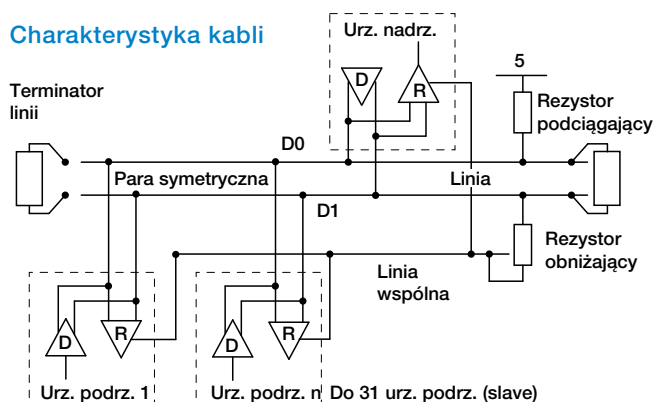 Charakterystyka kabli
Urz. nadrz.
D
R
5
Terminator
linii
Rezystor
podciągający
D0
Para symetryczna
Linia
D1
Linia
wspólna
Rezystor
obniżający
D
R
D
R
Urz. podrz. 1
Urz. podrz. n
Do 31 urz. podrz. (slave)